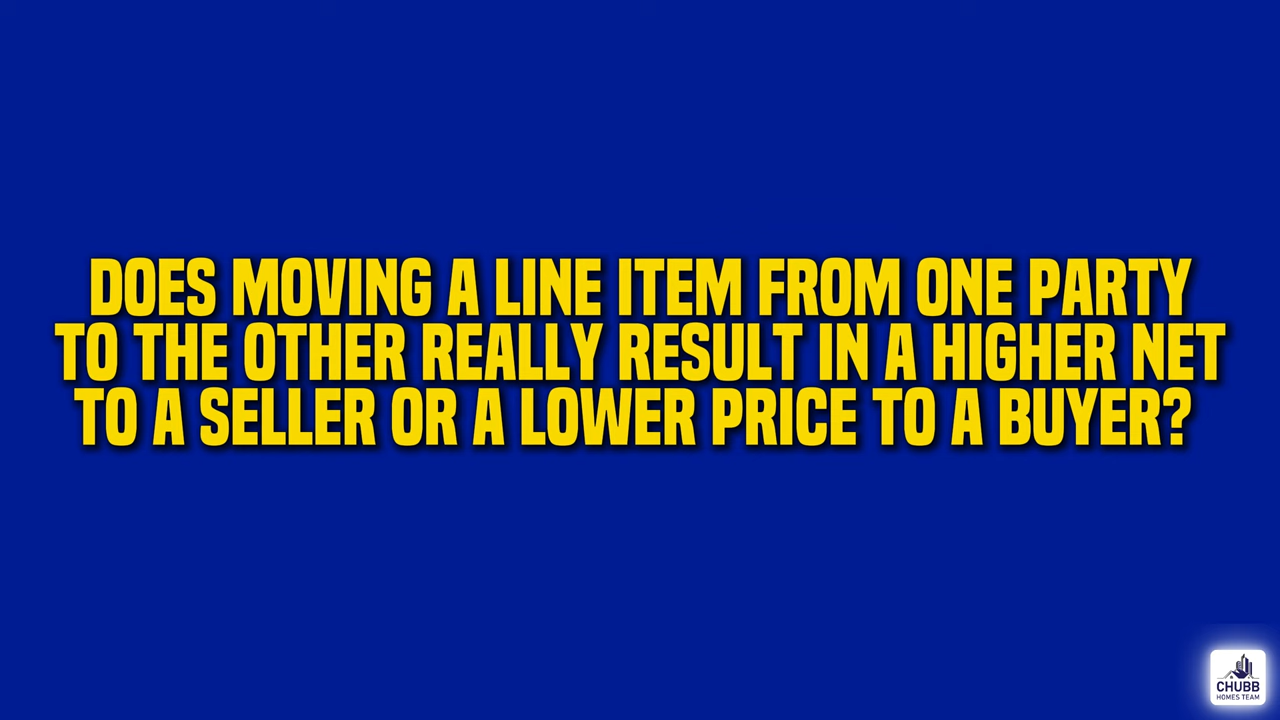 DOES MOVING A LINE ITEM FROM ONE PARTY
TO THE OTHER REALLY RESULT IN A HIGHER NET
TO A SELLER OR A LOWER PRICE TO A BUYER?
CHUBB
HOMES TEAM